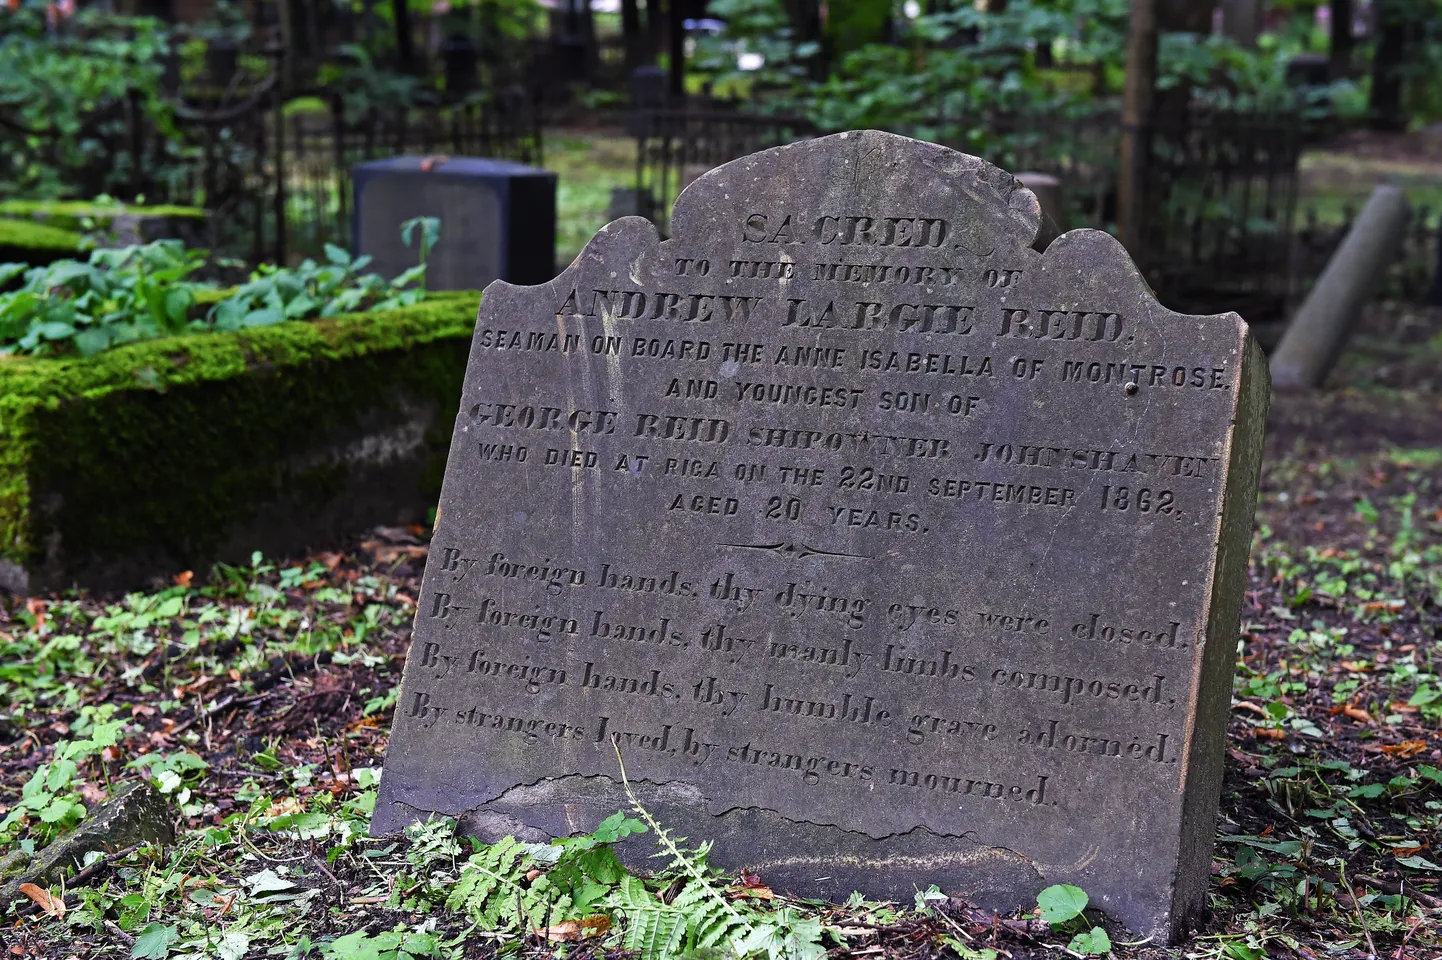 SACRED.
TO THE MEMORY OF
ANDREW LARGIE REID,
SEAMAN ON BOARD THE ANNE ISABELLA OF MONTROSE.
AND YOUNGEST SON OF
GEORGE REID SHIPOWNER JOHNSHAVEN
WHO DIED AT RIGA ON THE 22ND SEPTEMBER 1862,
AGED 20 YEARS.
By foreign hands, thy dying eyes were closed.
By foreign hands, thy manly limbs composed,
By foreign hands, thy humble grave adorned.
By strangers loved, by strangers mourned.